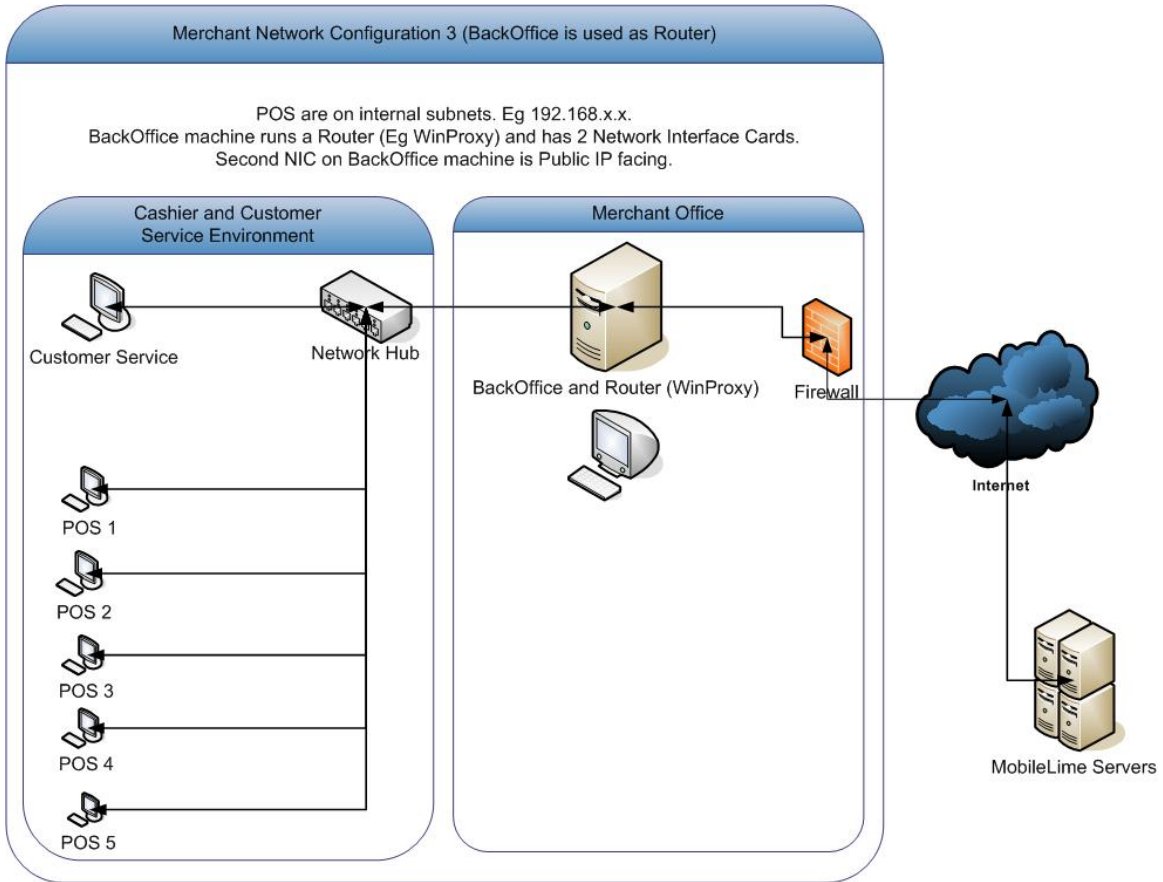 Merchant Network Configuration 3 (BackOffice is used as Router)
POS are on internal subnets. Eg 192.168.x.x.
BackOffice machine runs a Router (Eg WinProxy) and has 2 Network Interface Cards.
Second NIC on BackOffice machine is Public IP facing.
Cashier and Customer
Service Environment
Merchant Office
Customer Service
Network Hub
BackOffice and Router (WinProxy)
Firewall
Internet
POS 1
POS 2
POS 3
POS 4
POS 5
MobileLime Servers